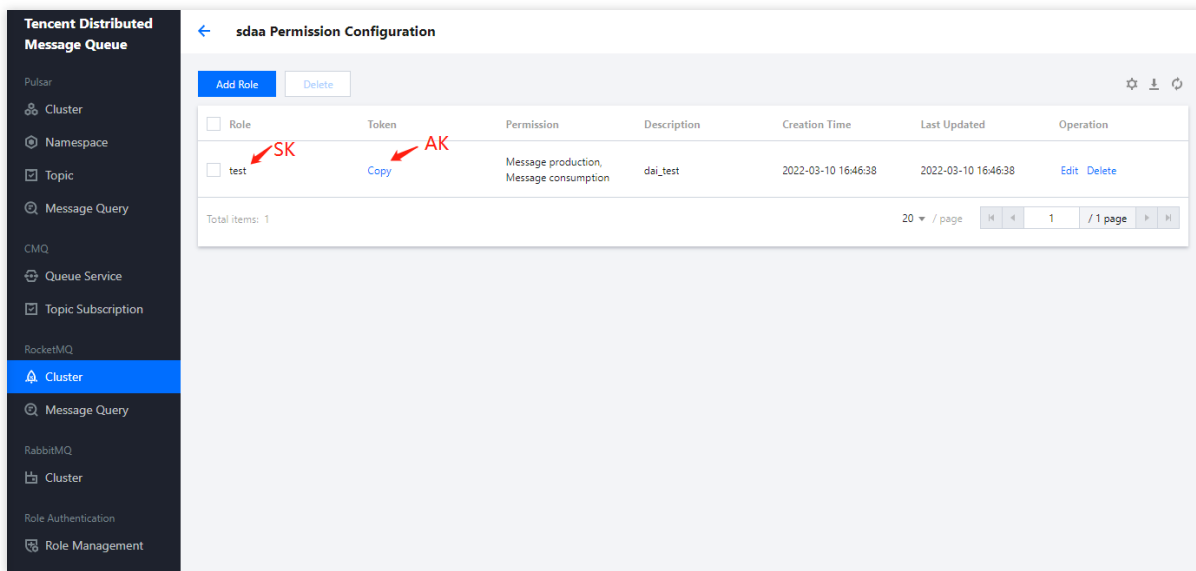 Tencent Distributed
Message Queue
Pulsar
Cluster
Namespace
Topic
Message Query
CMQ
Queue Service
Topic Subscription
RocketMQ
Cluster
Message Query
RabbitMQ
Cluster
Role Authentication
Role Management
sdaa Permission Configuration
Add Role Delete
Role Token Permission Description Creation Time Last Updated Operation
SK AK
test Copy Message production, Message consumption dai_test 2022-03-10 16:46:38 2022-03-10 16:46:38 Edit Delete
Total items: 1 20 / page 1 / 1 page